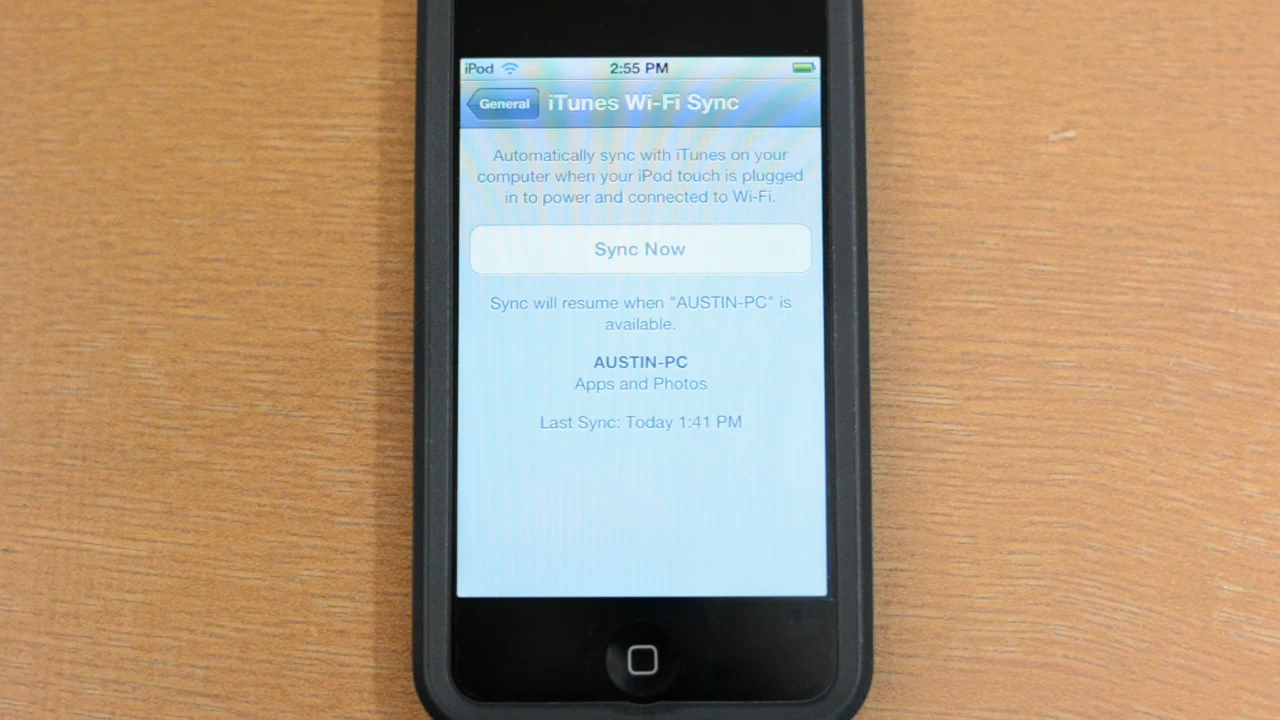 iPod 2:55 PM
General iTunes Wi-Fi Sync
Automatically sync with iTunes on your
computer when your iPod touch is plugged
in to power and connected to Wi-Fi.
Sync Now
Sync will resume when "AUSTIN-PC" is
available.
AUSTIN-PC
Apps and Photos
Last Sync: Today 1:41 PM